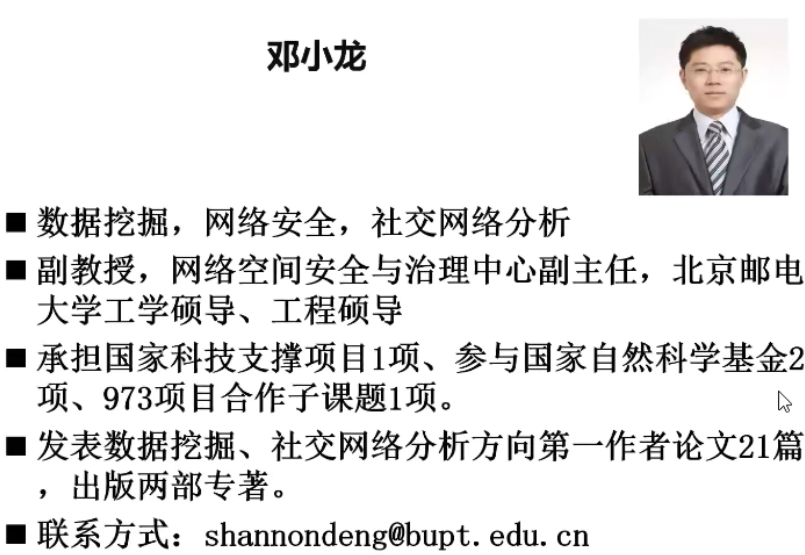 邓小龙
■ 数据挖掘，网络安全，社交网络分析
■ 副教授，网络空间安全与治理中心副主任，北京邮电
大学工学硕导、工程硕导
■ 承担国家科技支撑项目1项、参与国家自然科学基金2
项、973项目合作子课题1项。
■ 发表数据挖掘、社交网络分析方向第一作者论文21篇
，出版两部专著。
■ 联系方式：shannondeng@bupt.edu.cn